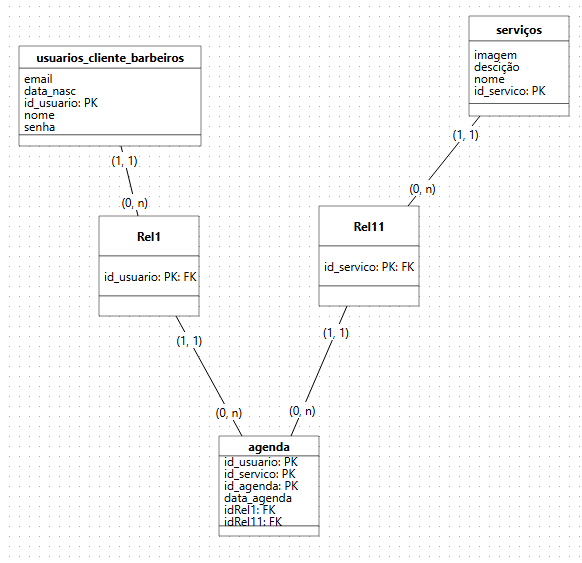 serviços
imagem
descição
nome
id_servico: PK
usuarios_cliente_barbeiros
email
data_nasc
id_usuario: PK
nome
senha
(1, 1)
(1, 1)
(0, n)
(0, n)
Rel1
id_usuario: PK: FK
Rel11
id_servico: PK: FK
(1, 1)
(1, 1)
(0, n)
(0, n)
agenda
id_usuario: PK
id_servico: PK
id_agenda: PK
data_agenda
idRel1: FK
idRel11: FK